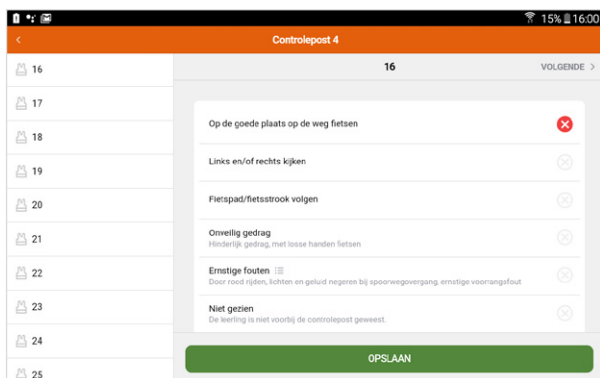 15% 16:00
Controlepost 4
16
17
18
19
20
21
22
23
24
25
16
VOLGENDE
Op de goede plaats op de weg fietsen
Links en/of rechts kijken
Fietspad/fietsstrook volgen
Onveilig gedrag
Hinderlijk gedrag, met losse handen fietsen
Ernstige fouten
Door rood rijden, lichten en geluid negeren bij spoorwegovergang, ernstige voorrangsfout
Niet gezien
De leerling is niet voorbij de controlepost geweest.
OPSLAAN